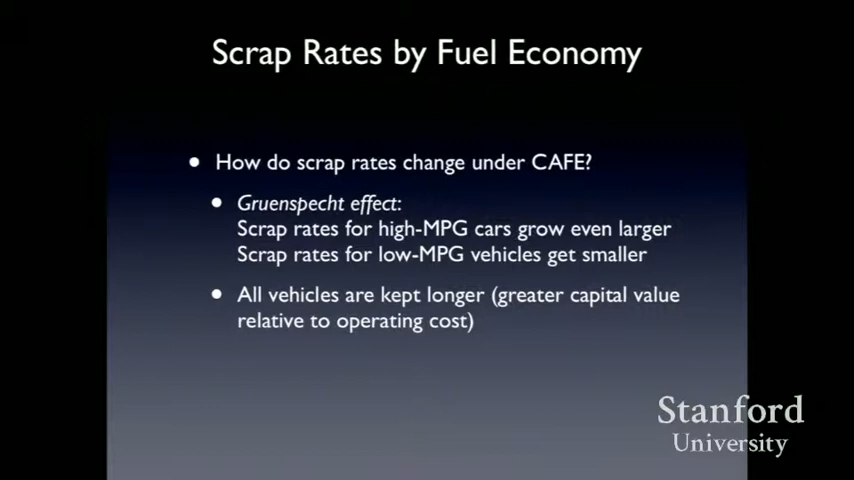 Scrap Rates by Fuel Economy
• How do scrap rates change under CAFE?
• Gruenspecht effect:
Scrap rates for high-MPG cars grow even larger
Scrap rates for low-MPG vehicles get smaller
• All vehicles are kept longer (greater capital value
relative to operating cost)
Stanford
University